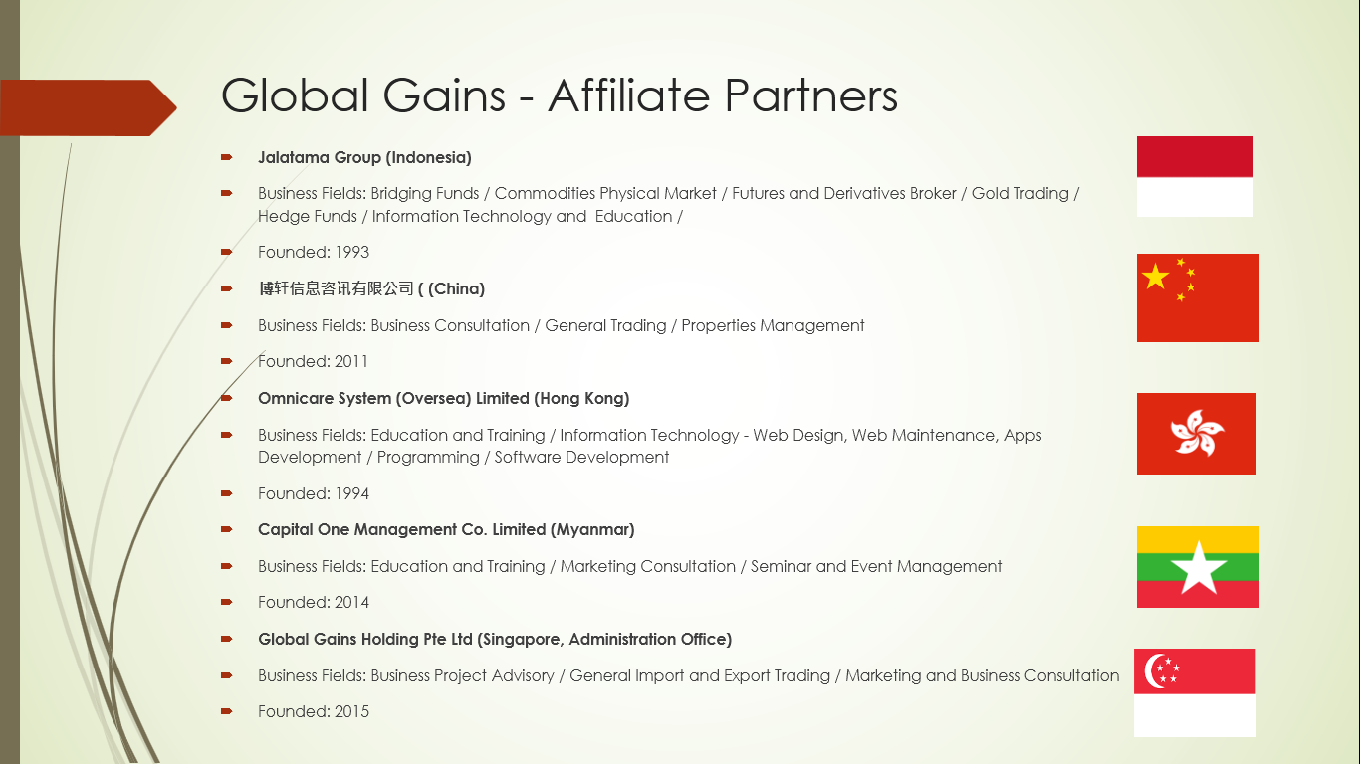 Global Gains - Affiliate Partners
Jalatama Group (Indonesia)
Business Fields: Bridging Funds / Commodities Physical Market / Futures and Derivatives Broker / Gold Trading /
Hedge Funds / Information Technology and  Education /
Founded: 1993
博轩信息咨讯有限公司 ( (China)
Business Fields: Business Consultation / General Trading / Properties Management
Founded: 2011
Omnicare System (Oversea) Limited (Hong Kong)
Business Fields: Education and Training / Information Technology - Web Design, Web Maintenance, Apps
Development / Programming / Software Development
Founded: 1994
Capital One Management Co. Limited (Myanmar)
Business Fields: Education and Training / Marketing Consultation / Seminar and Event Management
Founded: 2014
Global Gains Holding Pte Ltd (Singapore, Administration Office)
Business Fields: Business Project Advisory / General Import and Export Trading / Marketing and Business Consultation
Founded: 2015